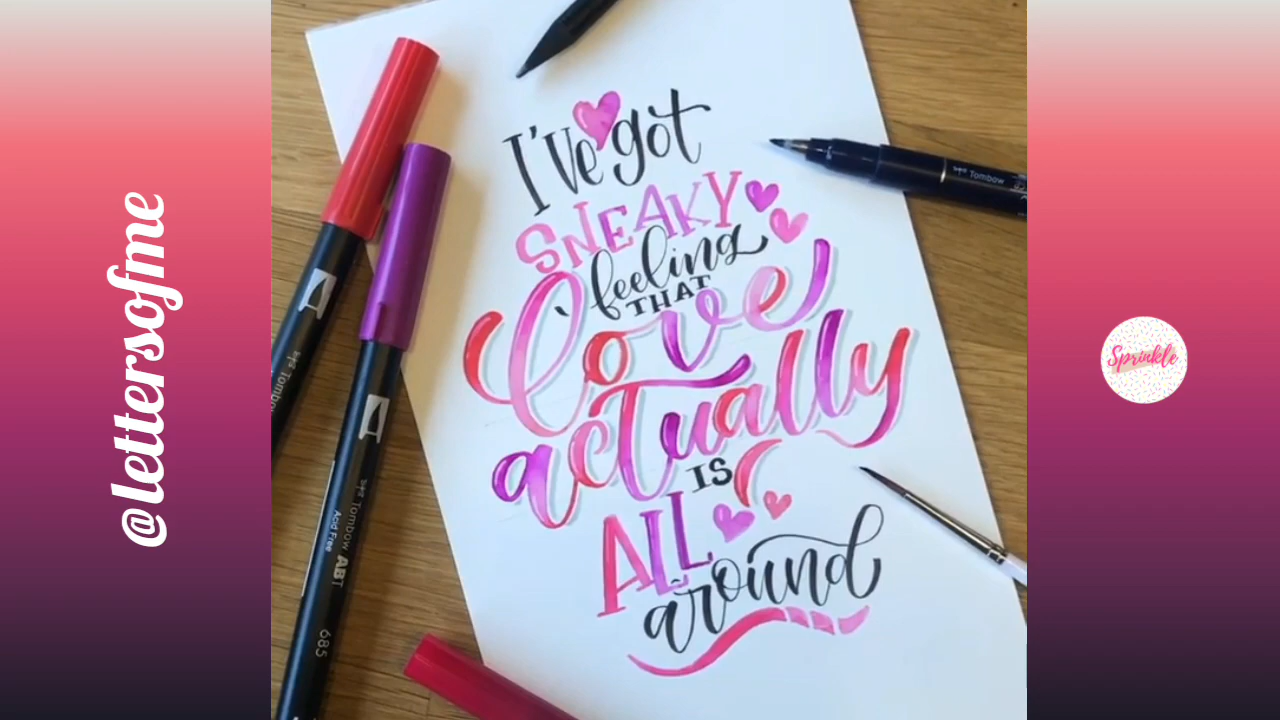 @lettersofme
I've got
SNEAKY
feeling
THAT
love
actually
IS
ALL
around
Tombow
Tombow
Acid Free
Tombow ABT
685
Sprinkle